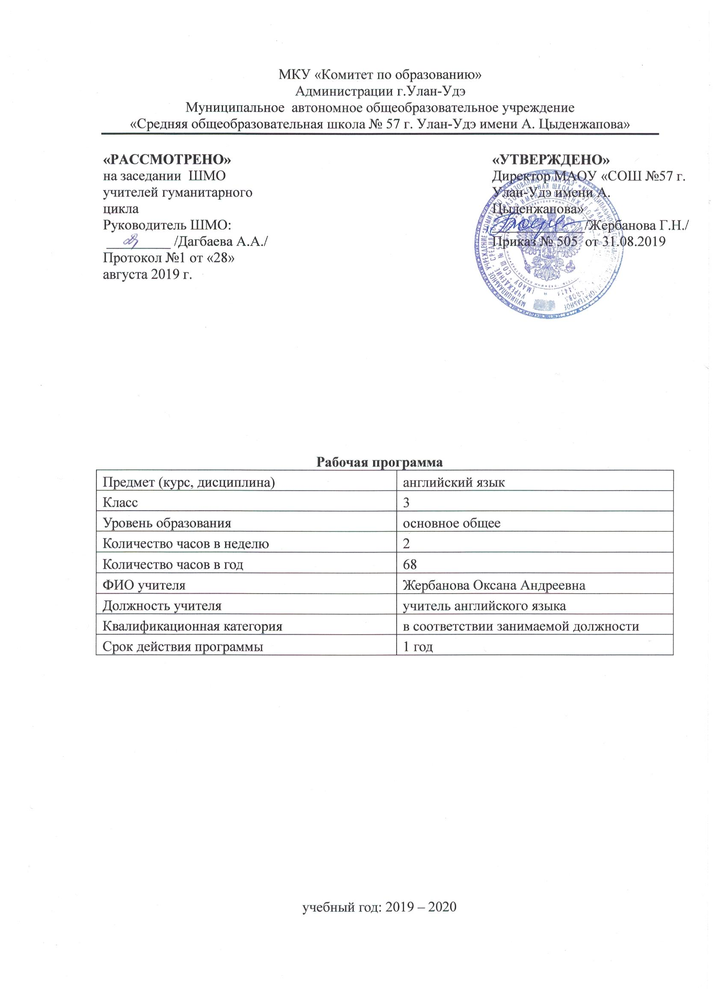 МКУ «Комитет по образованию»
Администрации г.Улан-Удэ
Муниципальное автономное общеобразовательное учреждение
«Средняя общеобразовательная школа № 57 г. Улан-Удэ имени А. Цыденжапова»
«РАССМОТРЕНО»
на заседании ШМО
учителей гуманитарного
цикла
Руководитель ШМО:
/Дагбаева А.А./
Протокол №1 от «28»
августа 2019 г.
«УТВЕРЖДЕНО»
Директор МАОУ «СОШ №57 г.
Улан-Удэ имени А.
Цыденжапова»
/Жербанова Г.Н./
Приказ № 505 от 31.08.2019
Рабочая программа
Предмет (курс, дисциплина) английский язык
Класс 3
Уровень образования основное общее
Количество часов в неделю 2
Количество часов в год 68
ФИО учителя Жербанова Оксана Андреевна
Должность учителя учитель английского языка
Квалификационная категория в соответствии занимаемой должности
Срок действия программы 1 год
учебный год: 2019 – 2020